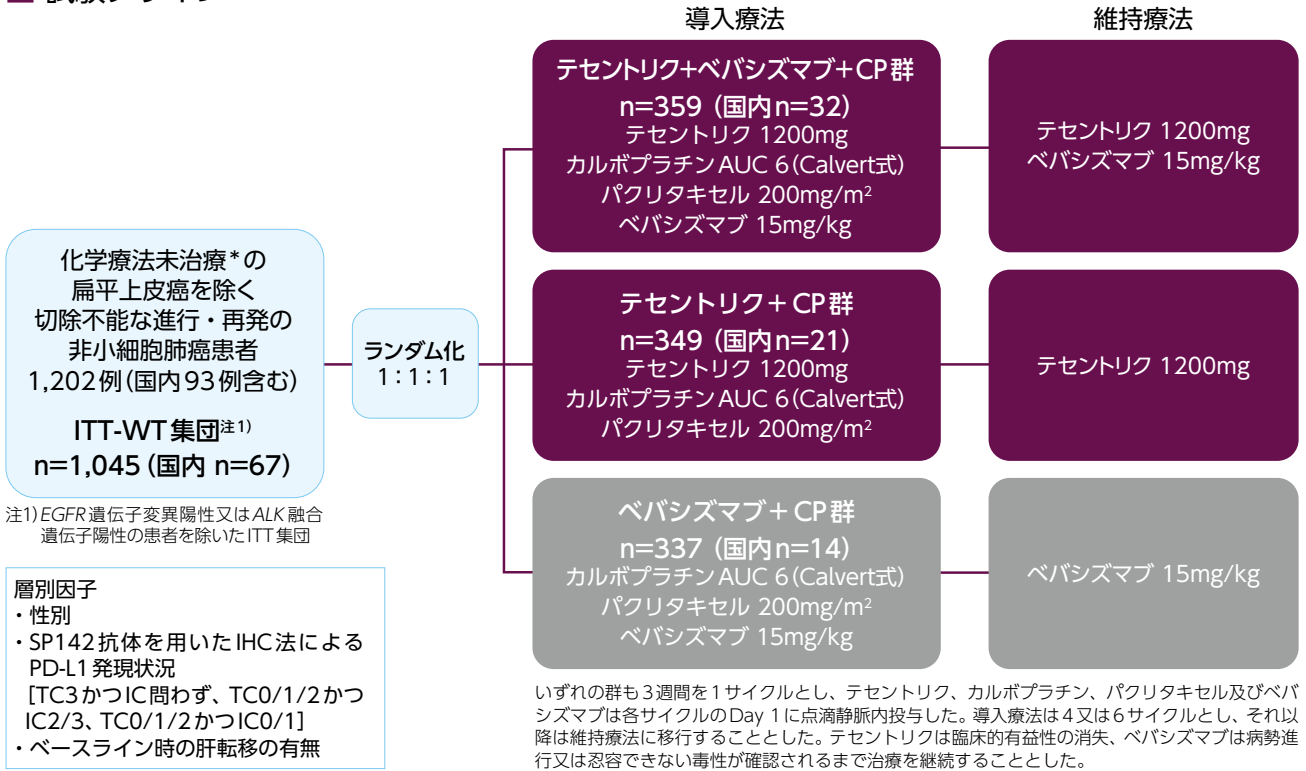 導入療法
維持療法
テセントリク+ベバシズマブ+CP群
n=359（国内n=32）
テセントリク 1200mg
カルボプラチンAUC 6（Calvert式）
パクリタキセル 200mg/m²
ベバシズマブ 15mg/kg
テセントリク 1200mg
ベバシズマブ 15mg/kg
化学療法未治療*の
扁平上皮癌を除く
切除不能な進行・再発の
非小細胞肺癌患者
1,202例（国内93例含む）
ITT-WT集団注1)
n=1,045（国内 n=67）
ランダム化
1：1：1
テセントリク＋CP群
n=349（国内n=21）
テセントリク 1200mg
カルボプラチンAUC 6（Calvert式）
パクリタキセル 200mg/m²
テセントリク 1200mg
ベバシズマブ＋CP群
n=337（国内n=14）
カルボプラチンAUC 6（Calvert式）
パクリタキセル 200mg/m²
ベバシズマブ 15mg/kg
ベバシズマブ 15mg/kg
注1）EGFR遺伝子変異陽性又はALK融合
遺伝子陽性の患者を除いたITT集団
層別因子
・性別
・SP142抗体を用いたIHC法による
PD-L1発現状況
［TC3かつIC問わず、TC0/1/2かつ
IC2/3、TC0/1/2かつIC0/1］
・ベースライン時の肝転移の有無
いずれの群も3週間を1サイクルとし、テセントリク、カルボプラチン、パクリタキセル及びベバ
シズマブは各サイクルのDay 1に点滴静脈内投与した。導入療法は4又は6サイクルとし、それ以
降は維持療法に移行することとした。テセントリクは臨床的有益性の消失、ベバシズマブは病勢進
行又は忍容できない毒性が確認されるまで治療を継続することとした。